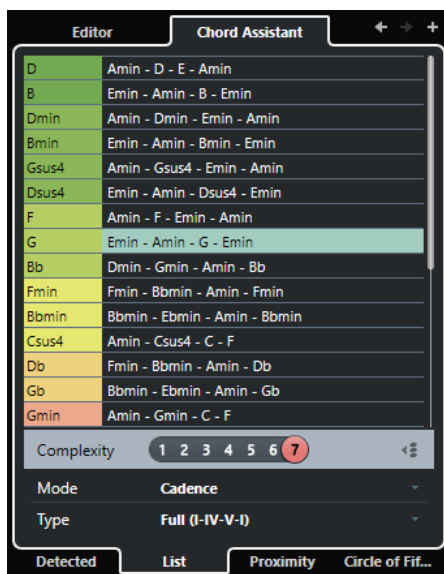 Editor Chord Assistant
D Amin - D - E - Amin
B Emin - Amin - B - Emin
Dmin Amin - Dmin - Emin - Amin
Bmin Emin - Amin - Bmin - Emin
Gsus4 Amin - Gsus4 - Emin - Amin
Dsus4 Emin - Amin - Dsus4 - Emin
F Amin - F - Emin - Amin
G Emin - Amin - G - Emin
Bb Dmin - Gmin - Amin - Bb
Fmin Fmin - Bbmin - Amin - Fmin
Bbmin Bbmin - Ebmin - Amin - Bbmin
Csus4 Amin - Csus4 - C - F
Db Fmin - Bbmin - Amin - Db
Gb Bbmin - Ebmin - Amin - Gb
Gmin Amin - Gmin - C - F
Complexity 1 2 3 4 5 6 7
Mode Cadence
Type Full (I-IV-V-I)
Detected List Proximity Circle of Fif...